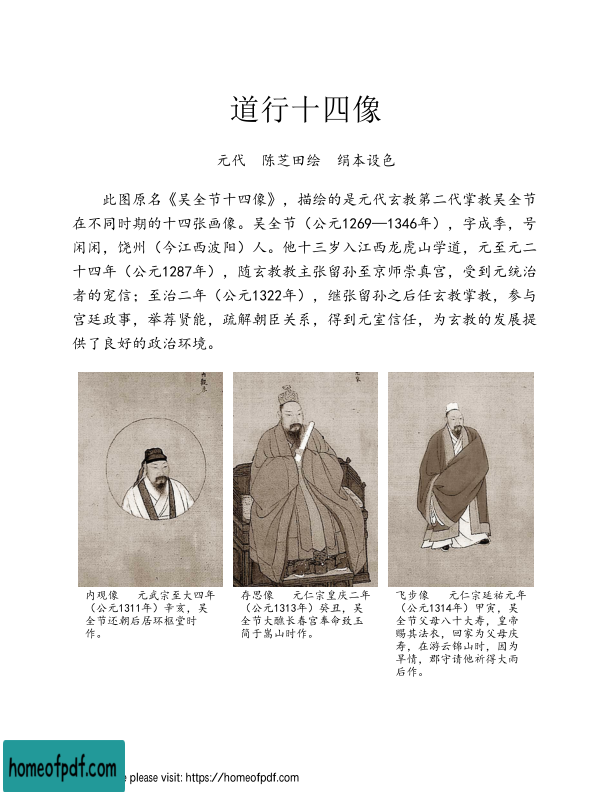 道行十四像
元代　陈芝田绘　绢本设色
此图原名《吴全节十四像》，描绘的是元代玄教第二代掌教吴全节
在不同时期的十四张画像。吴全节（公元1269—1346年），字成季，号
闲闲，饶州（今江西波阳）人。他十三岁入江西龙虎山学道，元至元二
十四年（公元1287年），随玄教教主张留孙至京师崇真宫，受到元统治
者的宠信；至治二年（公元1322年），继张留孙之后任玄教掌教，参与
宫廷政事，举荐贤能，疏解朝臣关系，得到元室信任，为玄教的发展提
供了良好的政治环境。
内观像　　元武宗至大四年
（公元1311年）辛亥，吴
全节还朝后居环枢堂时
作。
存思像　　元仁宗皇庆二年
（公元1313年）癸丑，吴
全节大醮长春宫奉命致玉
简于嵩山时作。
飞步像　　元仁宗延祐元年
（公元1314年）甲寅，吴
全节父母八十大寿，皇帝
赐其法衣，回家为父母庆
寿，在游云锦山时，因为
旱情，郡守请他祈得大雨
后作。
homeofpdf.com
e please visit: https://homeofpdf.com